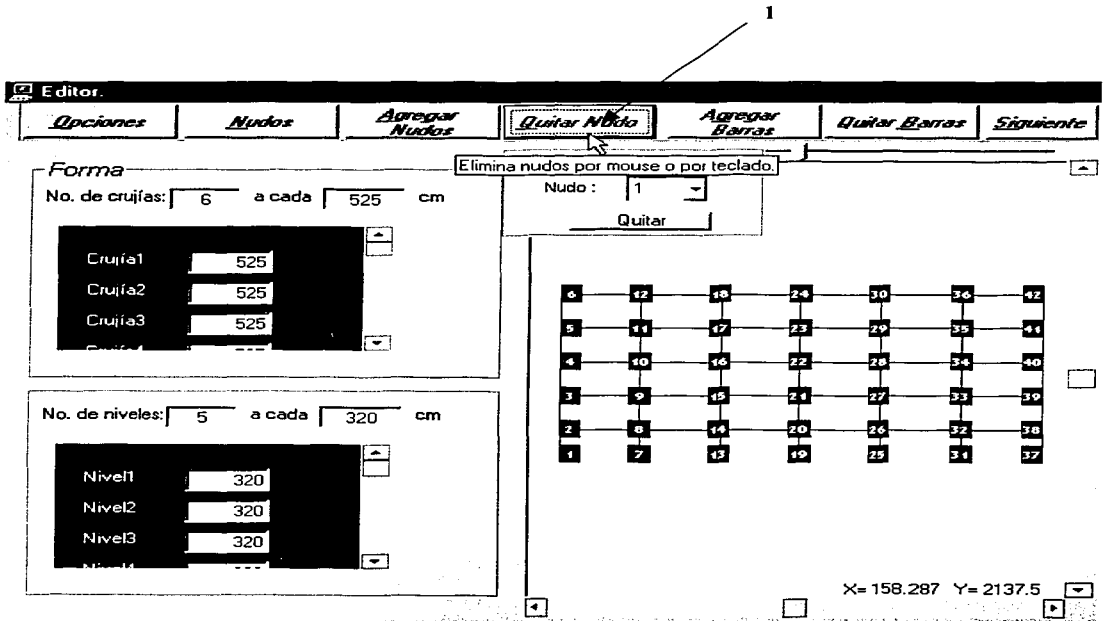 1
Editor.
Opciones Nudos Agregar Nudos Quitar Nudo Agregar Barras Quitar Barras Siguiente
Elimina nudos por mouse o por teclado.
Forma
No. de crujías: 6 a cada 525 cm
Nudo : 1
Quitar
Crujía1 525
Crujía2 525
Crujía3 525
6 12 18 24 30 36 42
5 11 17 23 29 35 41
4 10 16 22 28 34 40
3 9 15 21 27 33 39
2 8 14 20 26 32 38
1 7 13 19 25 31 37
No. de niveles: 5 a cada 320 cm
Nivel1 320
Nivel2 320
Nivel3 320
X= 158.287 Y= 2137.5